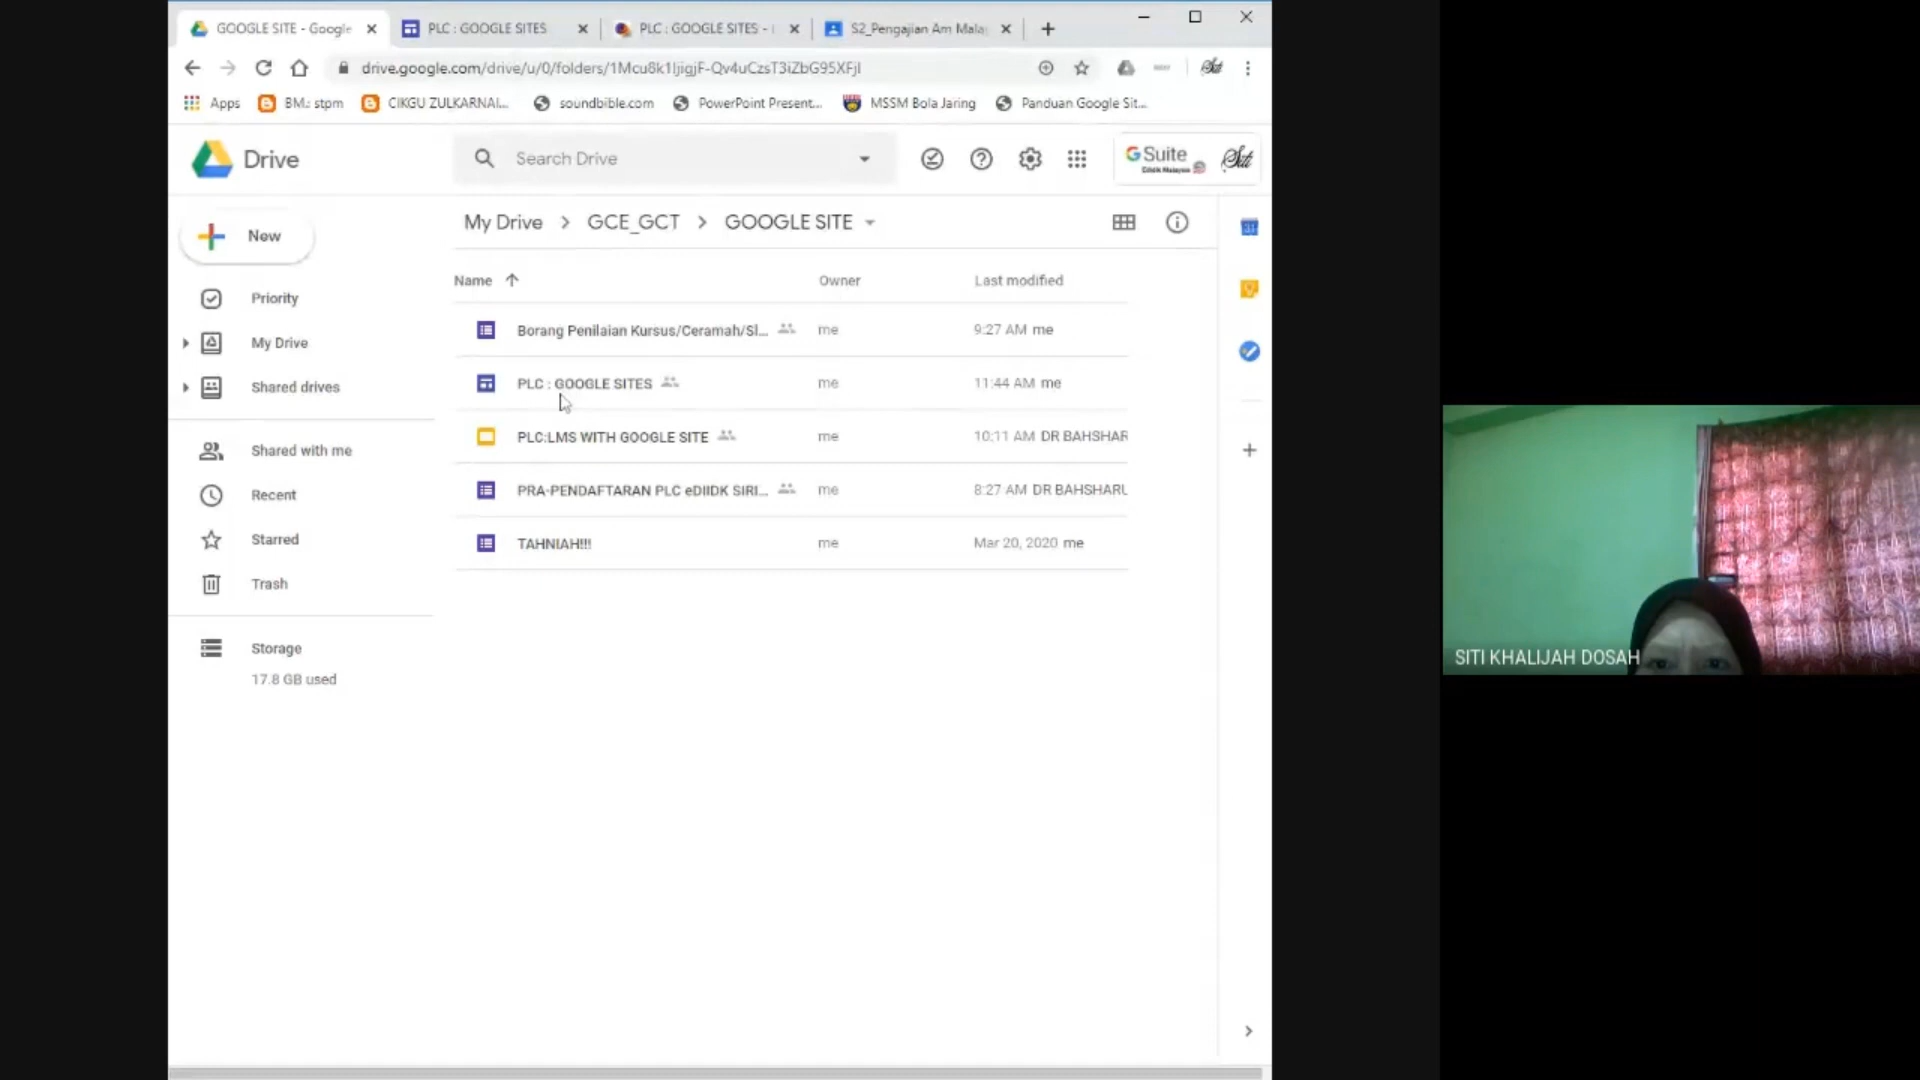 GOOGLE SITE - Google
PLC : GOOGLE SITES
PLC : GOOGLE SITES -
S2_Pengajian Am Mala
drive.google.com/drive/u/0/folders/1Mcu8k1IjigjF-Qv4uCzsT3iZbG95XFjI
Apps
BM.: stpm
CIKGU ZULKARNAI...
soundbible.com
PowerPoint Present...
MSSM Bola Jaring
Panduan Google Sit...
Drive
Search Drive
G Suite
Siti
New
My Drive > GCE_GCT > GOOGLE SITE
Name
Owner
Last modified
Priority
My Drive
Shared drives
Shared with me
Recent
Starred
Trash
Storage
17.8 GB used
Borang Penilaian Kursus/Ceramah/Sl... me 9:27 AM me
PLC : GOOGLE SITES me 11:44 AM me
PLC:LMS WITH GOOGLE SITE me 10:11 AM DR BAHSHAR
PRA-PENDAFTARAN PLC eDIIDK SIRI... me 8:27 AM DR BAHSHARU
TAHNIAH!!! me Mar 20, 2020 me
31
SITI KHALIJAH DOSAH